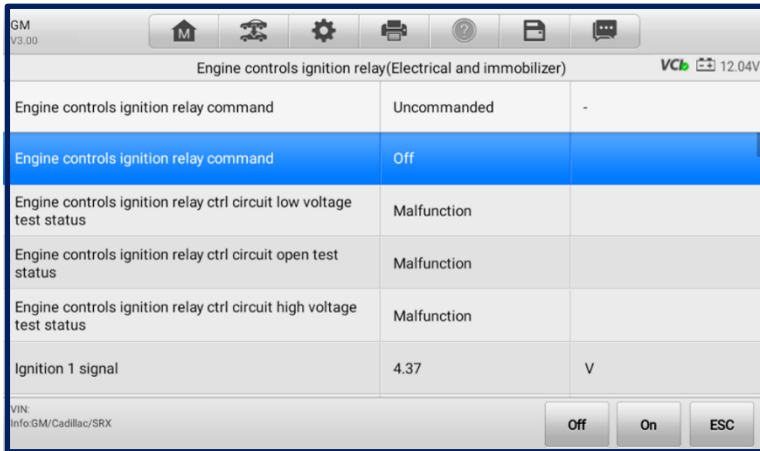 GM
V3.00
M
?
Engine controls ignition relay(Electrical and immobilizer)
VCI 12.04V
Engine controls ignition relay command Uncommanded -
Engine controls ignition relay command Off
Engine controls ignition relay ctrl circuit low voltage
test status Malfunction
Engine controls ignition relay ctrl circuit open test
status Malfunction
Engine controls ignition relay ctrl circuit high voltage
test status Malfunction
Ignition 1 signal 4.37 V
VIN:
Info:GM/Cadillac/SRX
Off On ESC